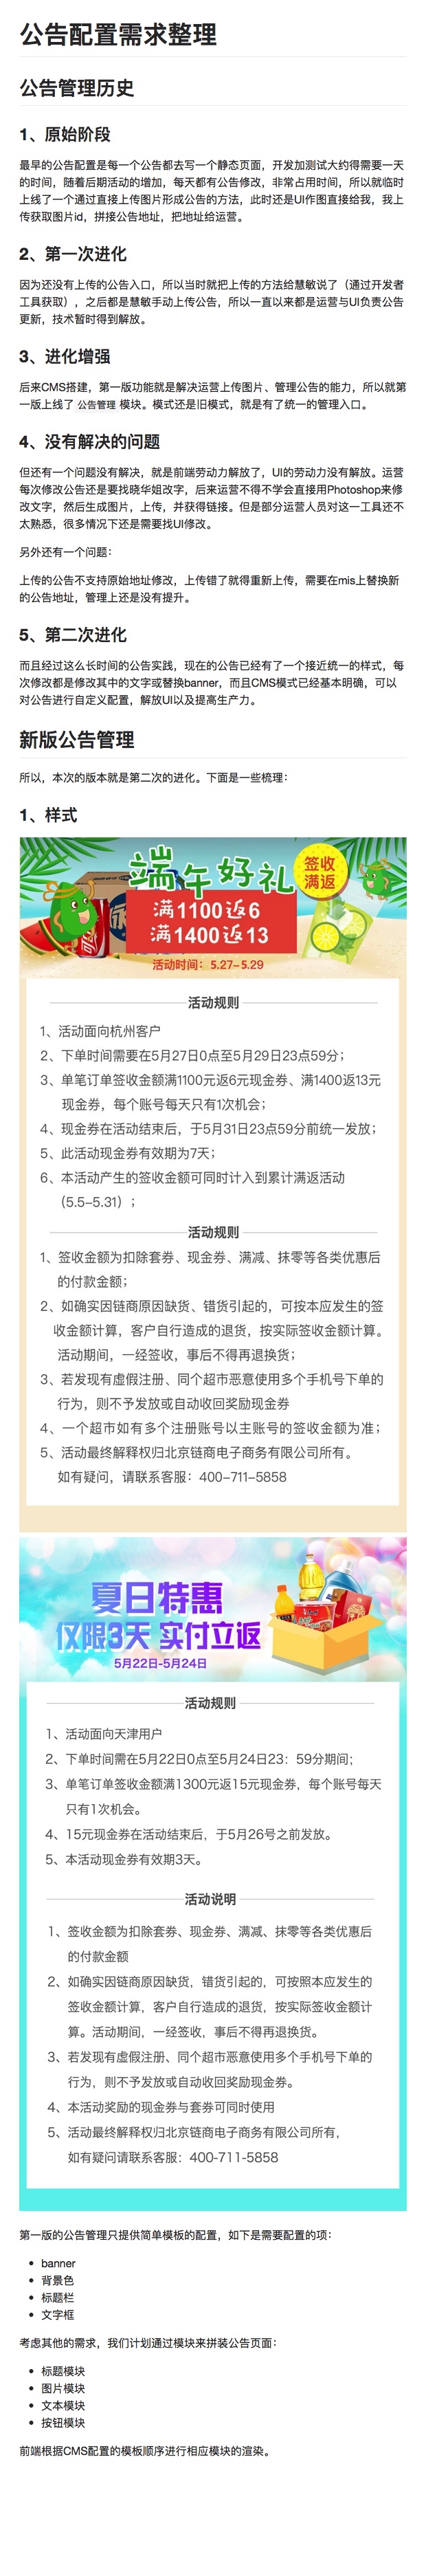 公告配置需求整理
公告管理历史
1、原始阶段
最早的公告配置是每一个公告都去写一个静态页面，开发加测试大约得需要一天
的时间，随着后期活动的增加，每天都有公告修改，非常占用时间，所以就临时
上线了一个通过直接上传图片形成公告的方法，此时还是UI作图直接给我，我上
传获取图片id，拼接公告地址，把地址给运营。
2、第一次进化
因为还没有上传的公告入口，所以当时就把上传的方法给慧敏说了（通过开发者
工具获取），之后都是慧敏手动上传公告，所以一直以来都是运营与UI负责公告
更新，技术暂时得到解放。
3、进化增强
后来CMS搭建，第一版功能就是解决运营上传图片、管理公告的能力，所以就第
一版上线了 公告管理 模块。模式还是旧模式，就是有了统一的管理入口。
4、没有解决的问题
但还有一个问题没有解决，就是前端劳动力解放了，UI的劳动力没有解放。运营
每次修改公告还是要找晓华姐改字，后来运营不得不学会直接用Photoshop来修
改文字，然后生成图片，上传，并获得链接。但是部分运营人员对这一工具还不
太熟悉，很多情况下还是需要找UI修改。
另外还有一个问题：
上传的公告不支持原始地址修改，上传错了就得重新上传，需要在mis上替换新
的公告地址，管理上还是没有提升。
5、第二次进化
而且经过这么长时间的公告实践，现在的公告已经有了一个接近统一的样式，每
次修改都是修改其中的文字或替换banner，而且CMS模式已经基本明确，可以
对公告进行自定义配置，解放UI以及提高生产力。
新版公告管理
所以，本次的版本就是第二次的进化。下面是一些梳理：
1、样式
端午好礼
签收
满返
满1100返6
满1400返13
活动时间：5.27-5.29
活动规则
1、活动面向杭州客户
2、下单时间需要在5月27日0点至5月29日23点59分；
3、单笔订单签收金额满1100元返6元现金券、满1400返13元
现金券，每个账号每天只有1次机会；
4、现金券在活动结束后，于5月31日23点59分前统一发放；
5、此活动现金券有效期为7天；
6、本活动产生的签收金额可同时计入到累计满返活动
（5.5-5.31）；
活动规则
1、签收金额为扣除套券、现金券、满减、抹零等各类优惠后
的付款金额；
2、如确实因链商原因缺货、错货引起的，可按本应发生的签
收金额计算，客户自行造成的退货，按实际签收金额计算。
活动期间，一经签收，事后不得再退换货；
3、若发现有虚假注册、同个超市恶意使用多个手机号下单的
行为，则不予发放或自动收回奖励现金券
4、一个超市如有多个注册账号以主账号的签收金额为准；
5、活动最终解释权归北京链商电子商务有限公司所有。
如有疑问，请联系客服：400-711-5858
夏日特惠
仅限3天 实付立返
5月22日-5月24日
活动规则
1、活动面向天津用户
2、下单时间需在5月22日0点至5月24日23：59分期间；
3、单笔订单签收金额满1300元返15元现金券，每个账号每天
只有1次机会。
4、15元现金券在活动结束后，于5月26号之前发放。
5、本活动现金券有效期3天。
活动说明
1、签收金额为扣除套券、现金券、满减、抹零等各类优惠后
的付款金额
2、如确实因链商原因缺货，错货引起的，可按照本应发生的
签收金额计算，客户自行造成的退货，按实际签收金额计
算。活动期间，一经签收，事后不得再退换货。
3、若发现有虚假注册、同个超市恶意使用多个手机号下单的
行为，则不予发放或自动收回奖励现金券。
4、本活动奖励的现金券与套券可同时使用
5、活动最终解释权归北京链商电子商务有限公司所有，
如有疑问请联系客服：400-711-5858
第一版的公告管理只提供简单模板的配置，如下是需要配置的项：
• banner
• 背景色
• 标题栏
• 文字框
考虑其他的需求，我们计划通过模块来拼装公告页面：
• 标题模块
• 图片模块
• 文本模块
• 按钮模块
前端根据CMS配置的模板顺序进行相应模块的渲染。